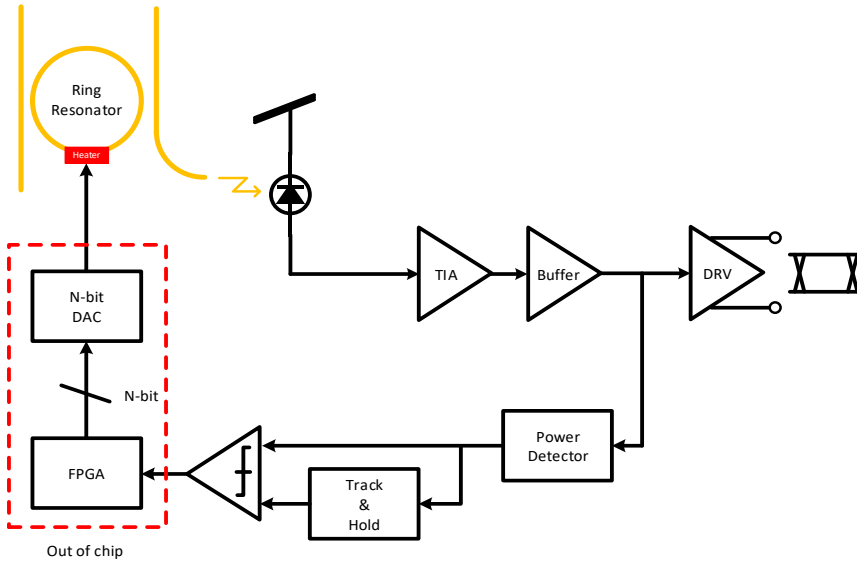 Ring
Resonator
Heater
TIA
Buffer
DRV
N-bit
DAC
N-bit
Power
Detector
FPGA
Track
&
Hold
Out of chip